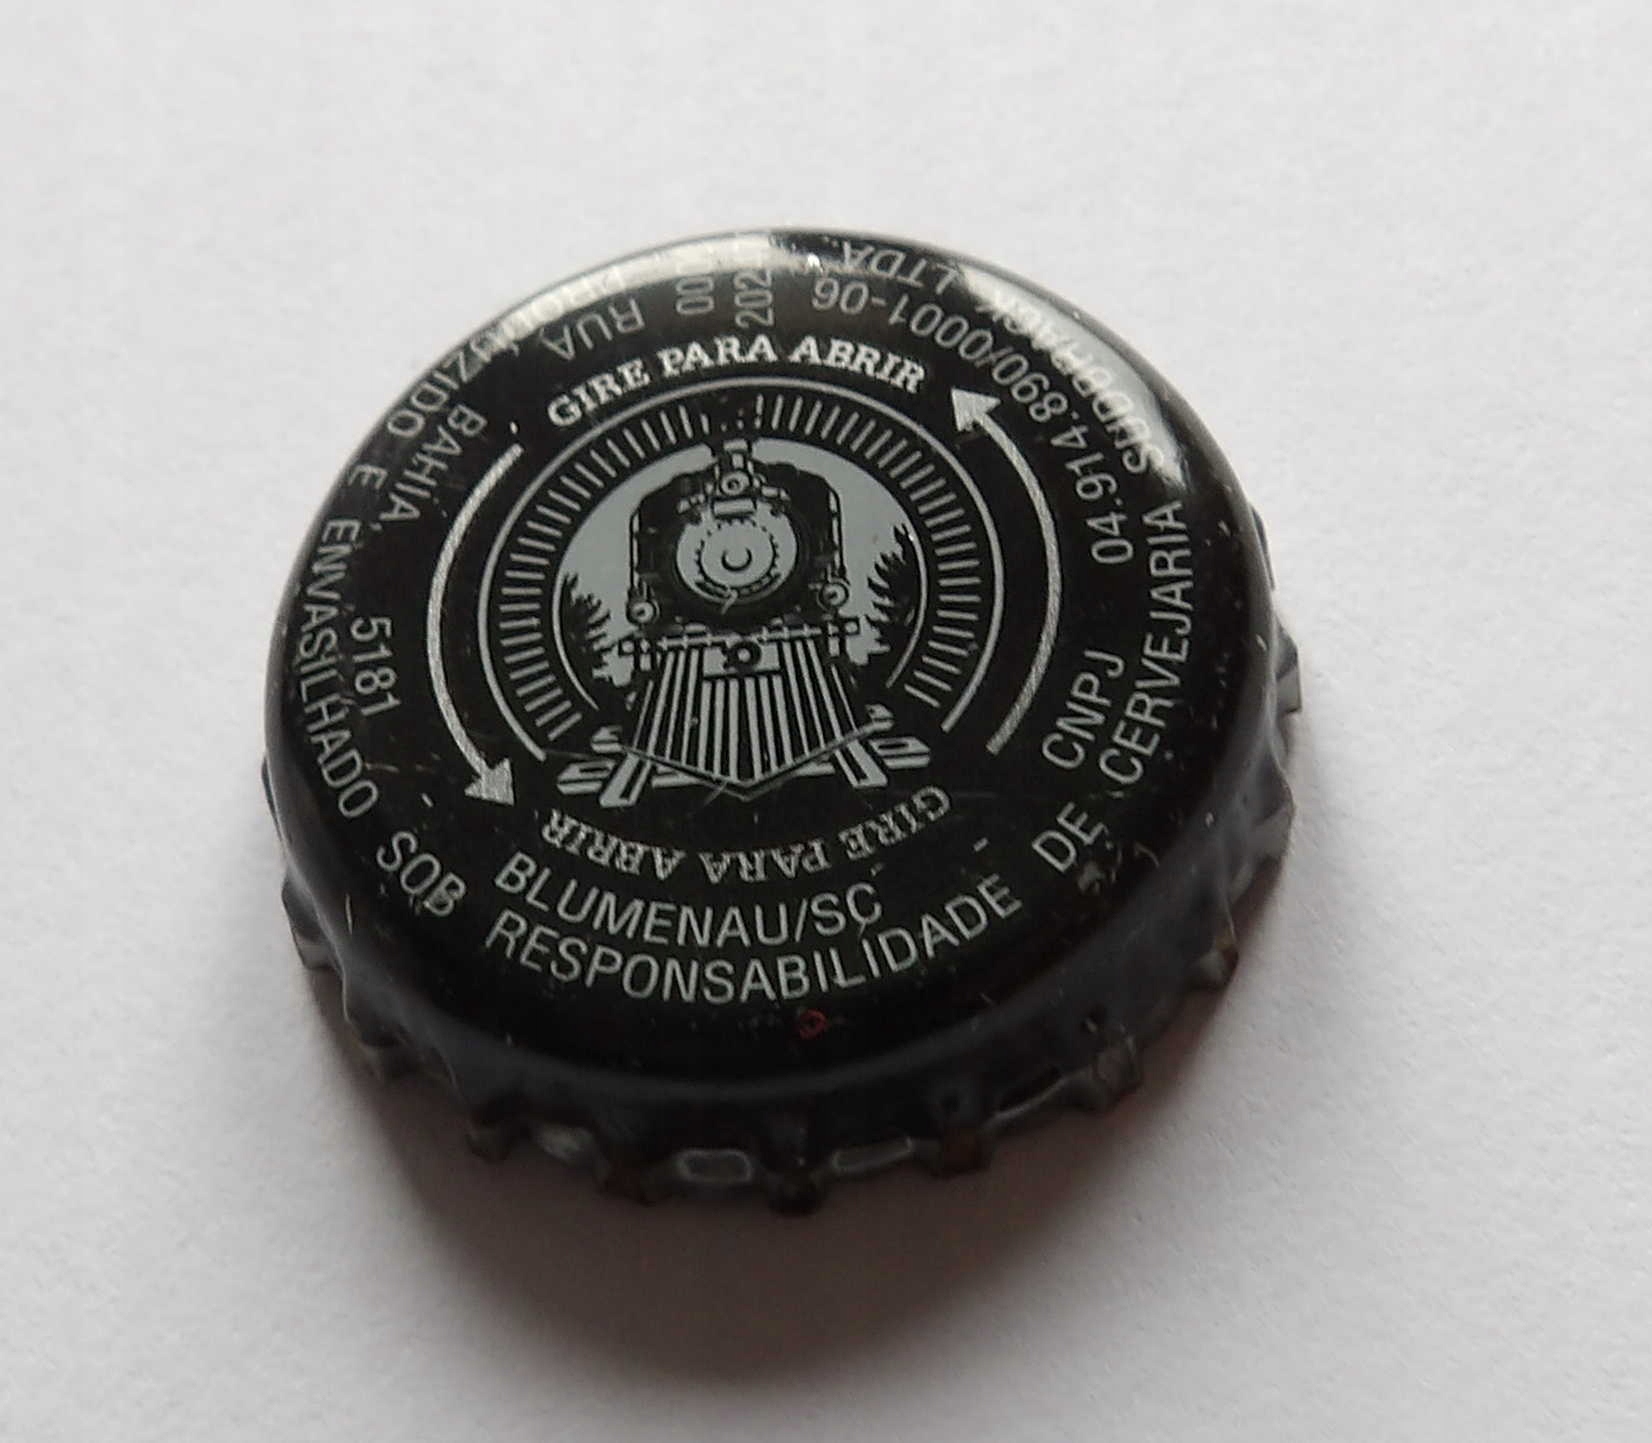 GIRE PARA ABRIR
GIRE PARA ABRIR
PRODUZIDO E ENVASILHADO SOB RESPONSABILIDADE DE CERVEJARIA SUDBRACK LTDA
RUA BAHIA, 5181 - BLUMENAU/SC - CNPJ 04.914.890/0001-06